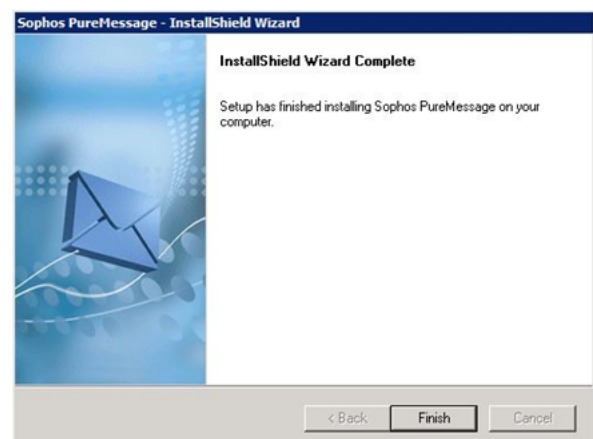 Sophos PureMessage - InstallShield Wizard
InstallShield Wizard Complete
Setup has finished installing Sophos PureMessage on your
computer.
< Back
Finish
Cancel